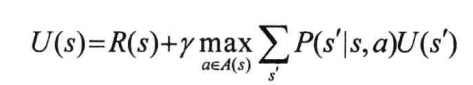 U(s)=R(s)+γ max_{a∈A(s)} ∑_{s'} P(s'|s,a)U(s')